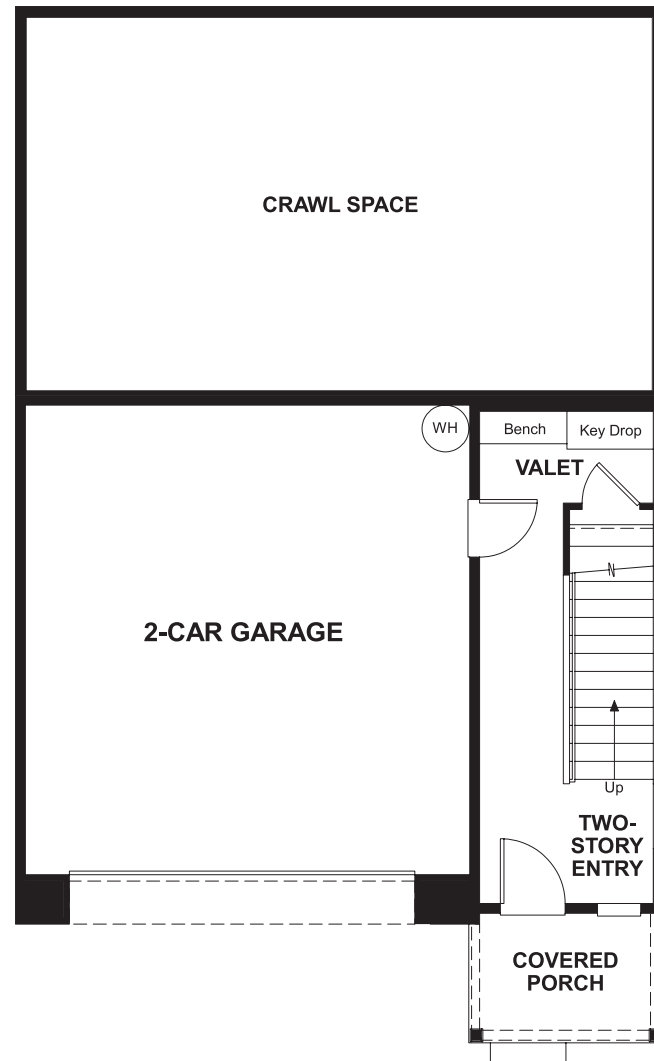 CRAWL SPACE
WH
Bench
Key Drop
VALET
2-CAR GARAGE
Up
TWO-
STORY
ENTRY
COVERED
PORCH